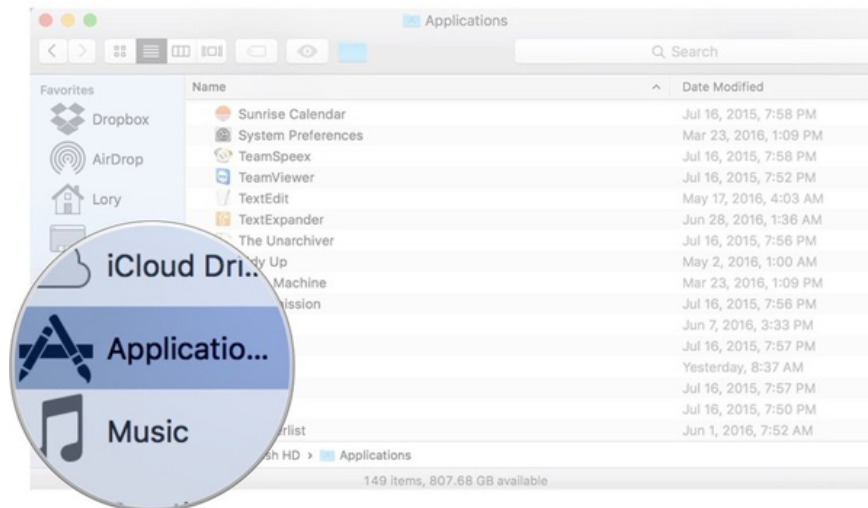 Applications
Search
Favorites
Name
Date Modified
Dropbox
AirDrop
Lory
iCloud Dri...
Applicatio...
Music
Sunrise Calendar Jul 16, 2015, 7:58 PM
System Preferences Mar 23, 2016, 1:09 PM
TeamSpeex Jul 16, 2015, 7:58 PM
TeamViewer Jul 16, 2015, 7:52 PM
TextEdit May 17, 2016, 4:03 AM
TextExpander Jun 28, 2016, 1:36 AM
The Unarchiver Jul 16, 2015, 7:56 PM
dy Up May 2, 2016, 1:00 AM
Machine Mar 23, 2016, 1:09 PM
mission Jul 16, 2015, 7:56 PM
Jun 7, 2016, 3:33 PM
Jul 16, 2015, 7:57 PM
Yesterday, 8:37 AM
Jul 16, 2015, 7:57 PM
Jul 16, 2015, 7:50 PM
rlist Jun 1, 2016, 7:52 AM
sh HD › Applications
149 items, 807.68 GB available